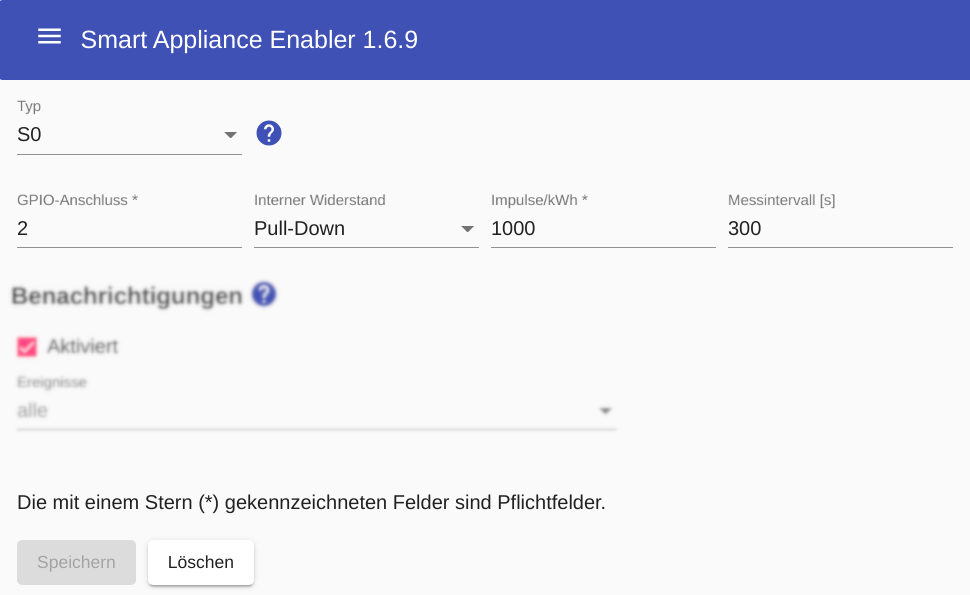 Smart Appliance Enabler 1.6.9
Typ
S0
GPIO-Anschluss * Interner Widerstand Impulse/kWh * Messintervall [s]
2 Pull-Down 1000 300
Benachrichtigungen
Aktiviert
Ereignisse
alle
Die mit einem Stern (*) gekennzeichneten Felder sind Pflichtfelder.
Speichern Löschen